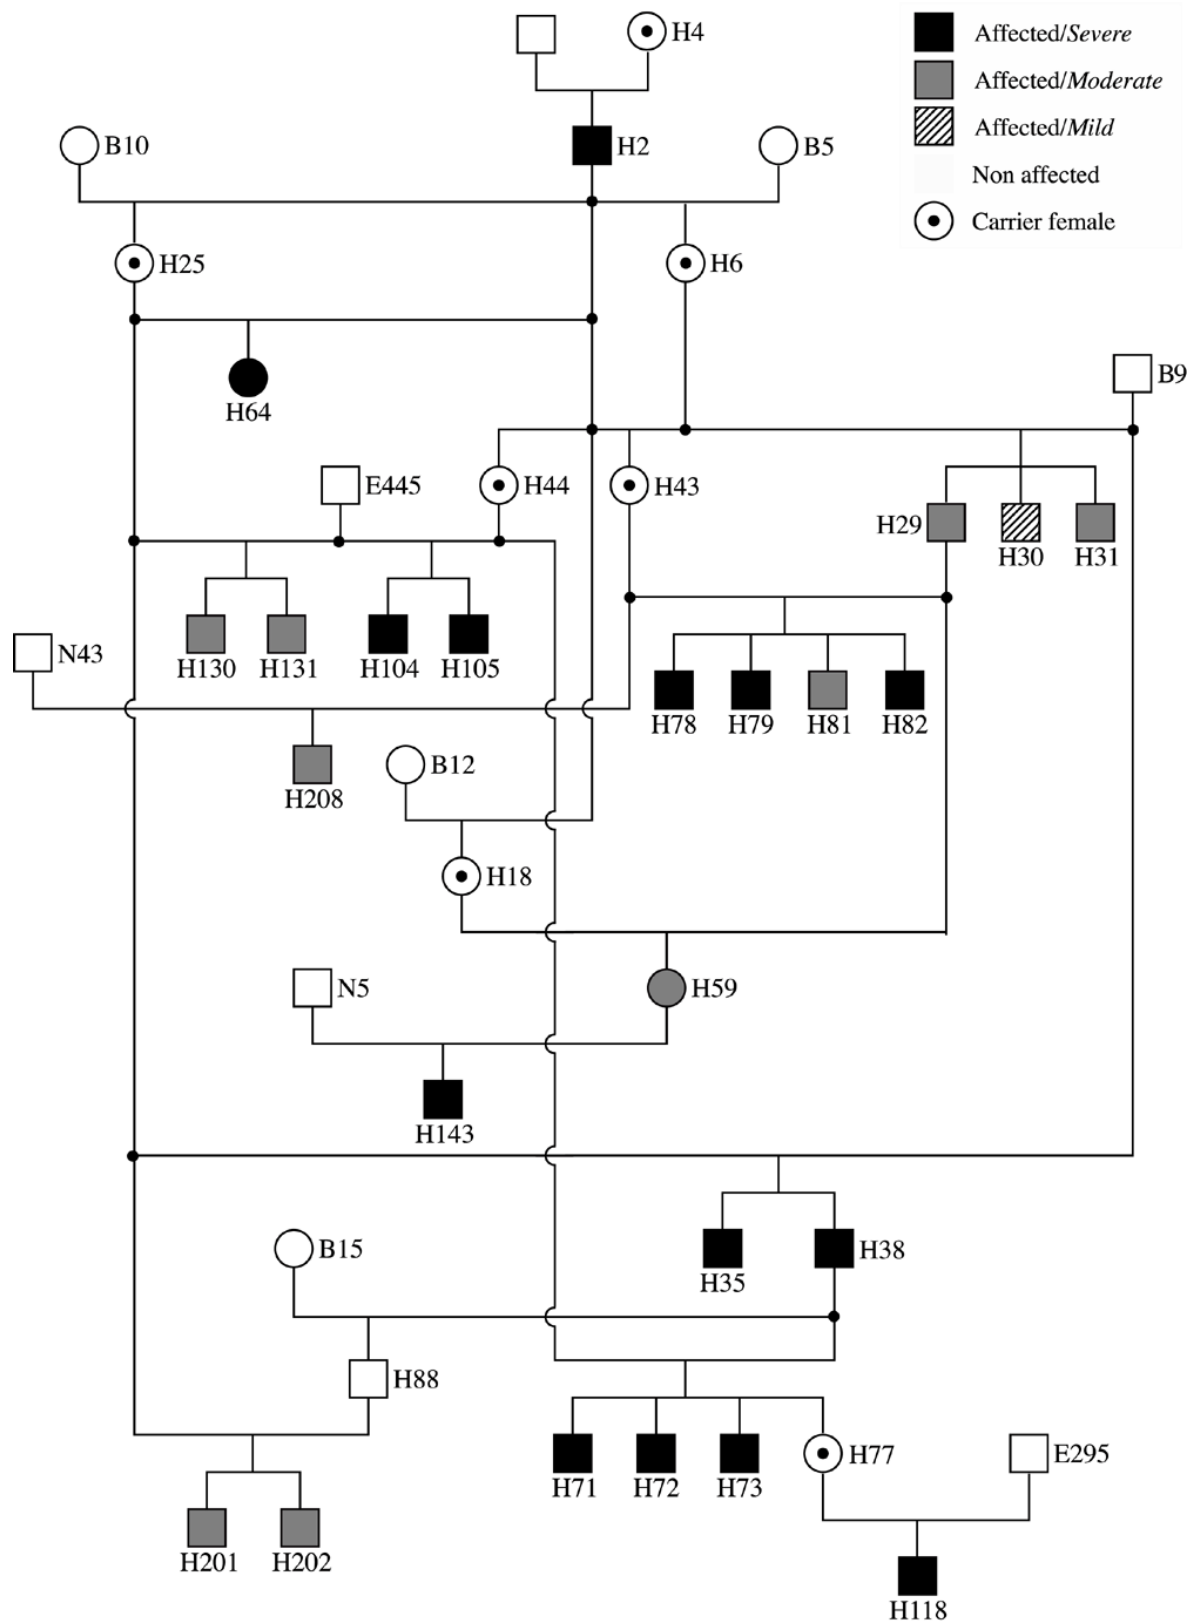 H4
Affected/Severe
Affected/Moderate
Affected/Mild
Non affected
Carrier female
B10
H2
B5
H25
H6
H64
B9
E445
H44
H43
H29
H30
H31
N43
H130
H131
H104
H105
H78
H79
H81
H82
B12
H208
H18
N5
H59
H143
B15
H35
H38
H88
H71
H72
H73
H77
E295
H201
H202
H118